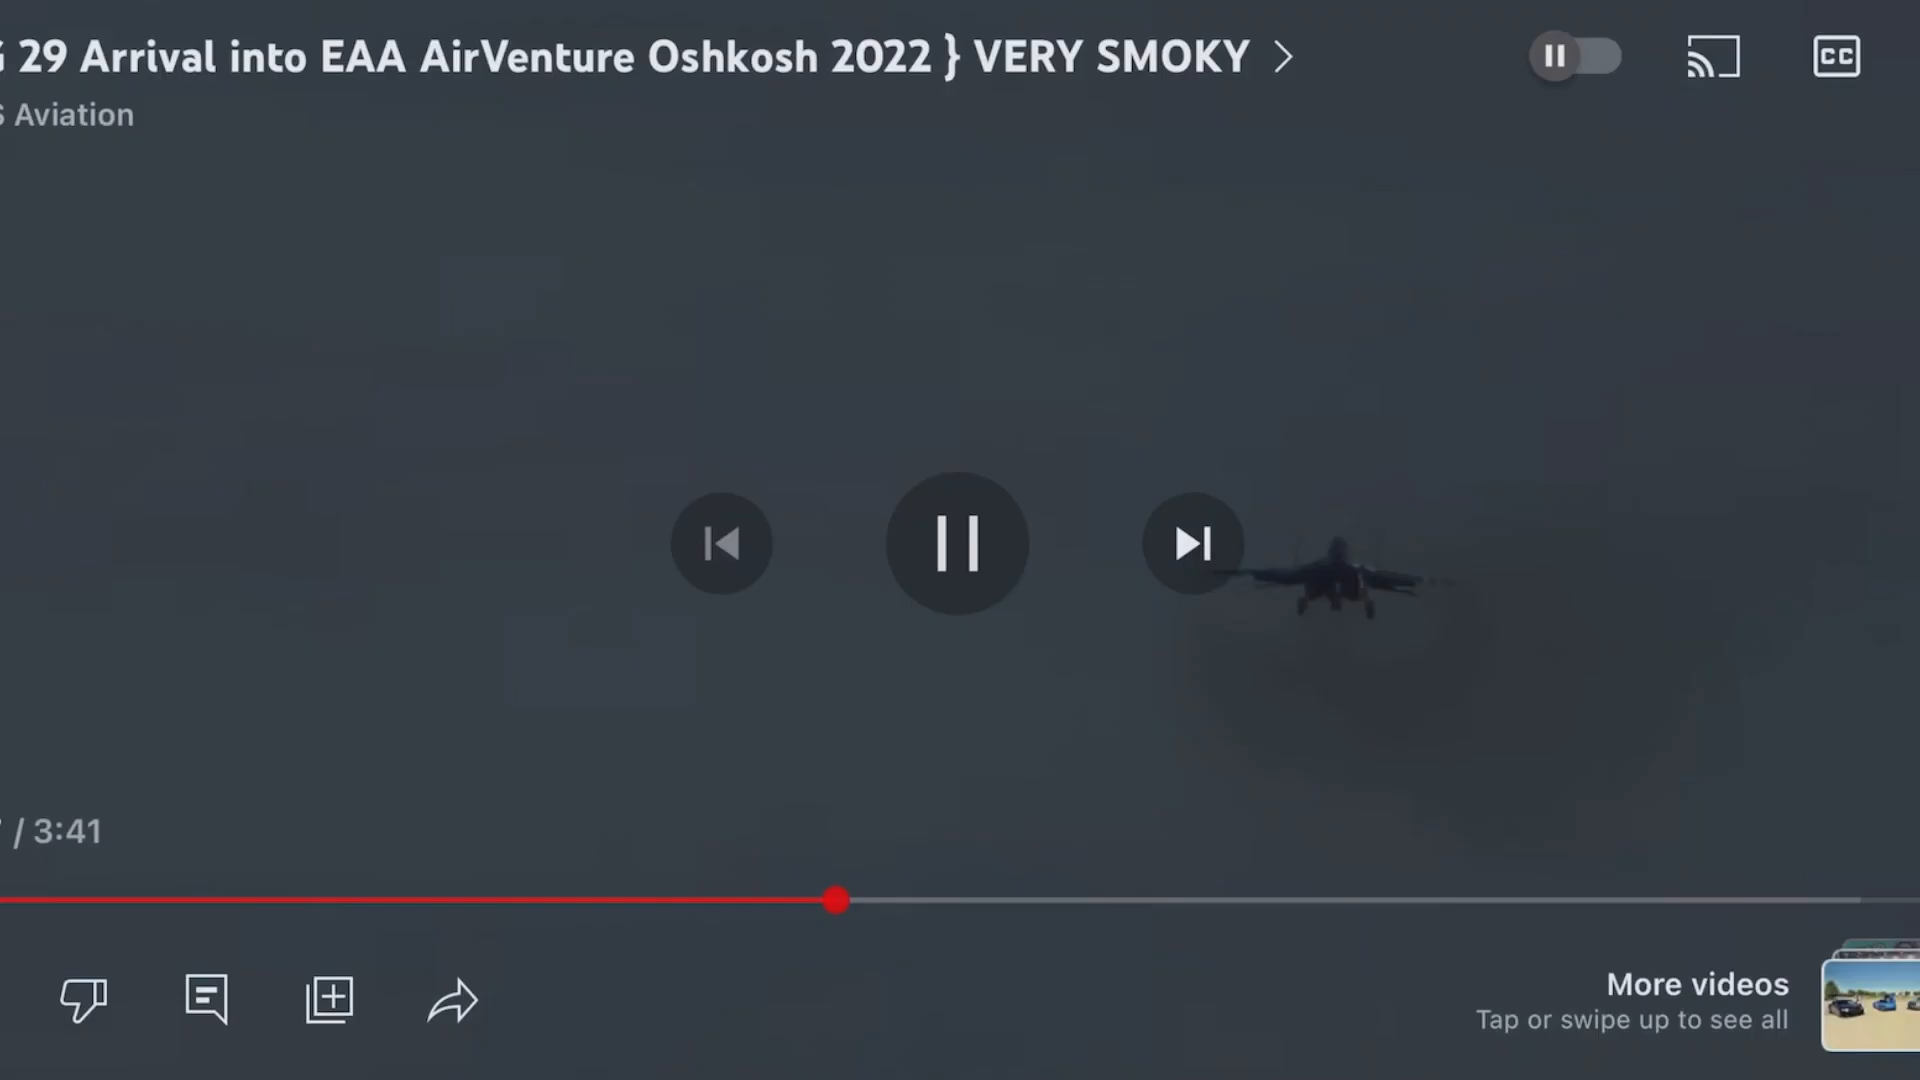 29 Arrival into EAA AirVenture Oshkosh 2022 } VERY SMOKY
Aviation
CC
/ 3:41
More videos
Tap or swipe up to see all